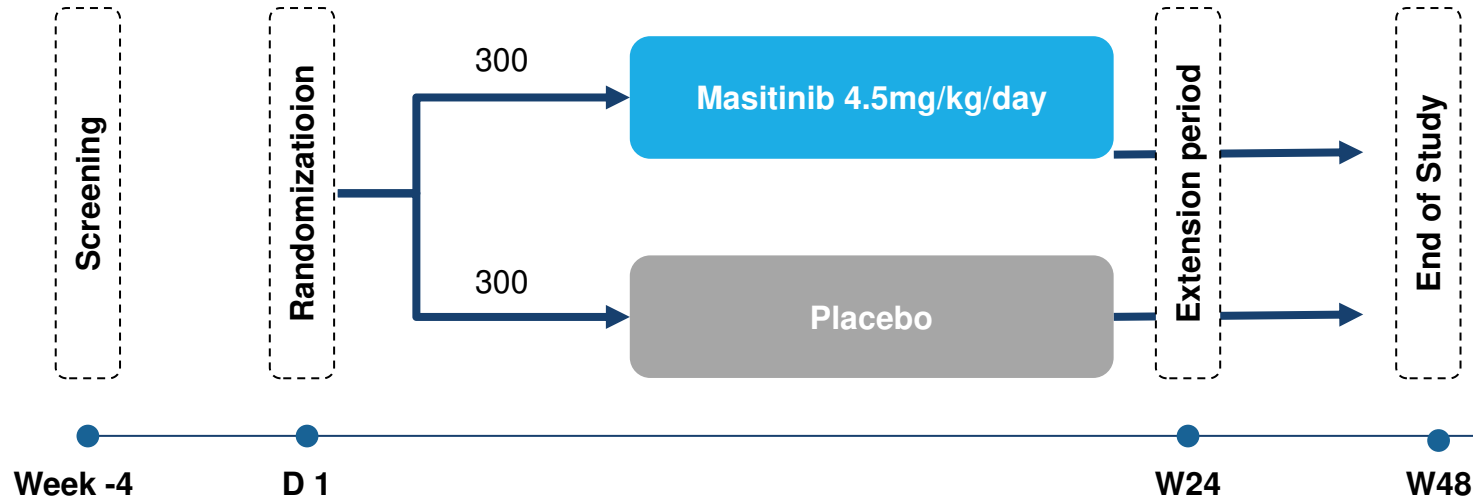 Screening
Randomizatioion
300
Masitinib 4.5mg/kg/day
300
Placebo
Extension period
End of Study
Week -4
D 1
W24
W48